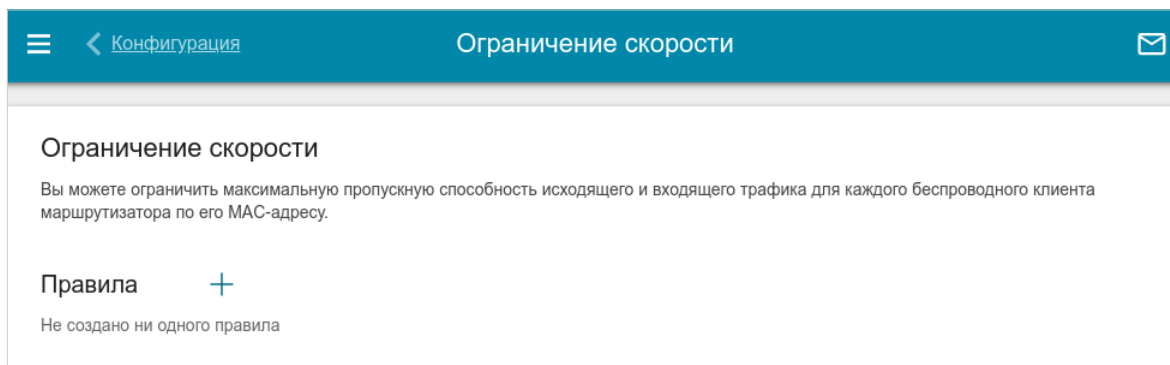 Конфигурация
Ограничение скорости
Ограничение скорости
Вы можете ограничить максимальную пропускную способность исходящего и входящего трафика для каждого беспроводного клиента
маршрутизатора по его MAC-адресу.
Правила
Не создано ни одного правила